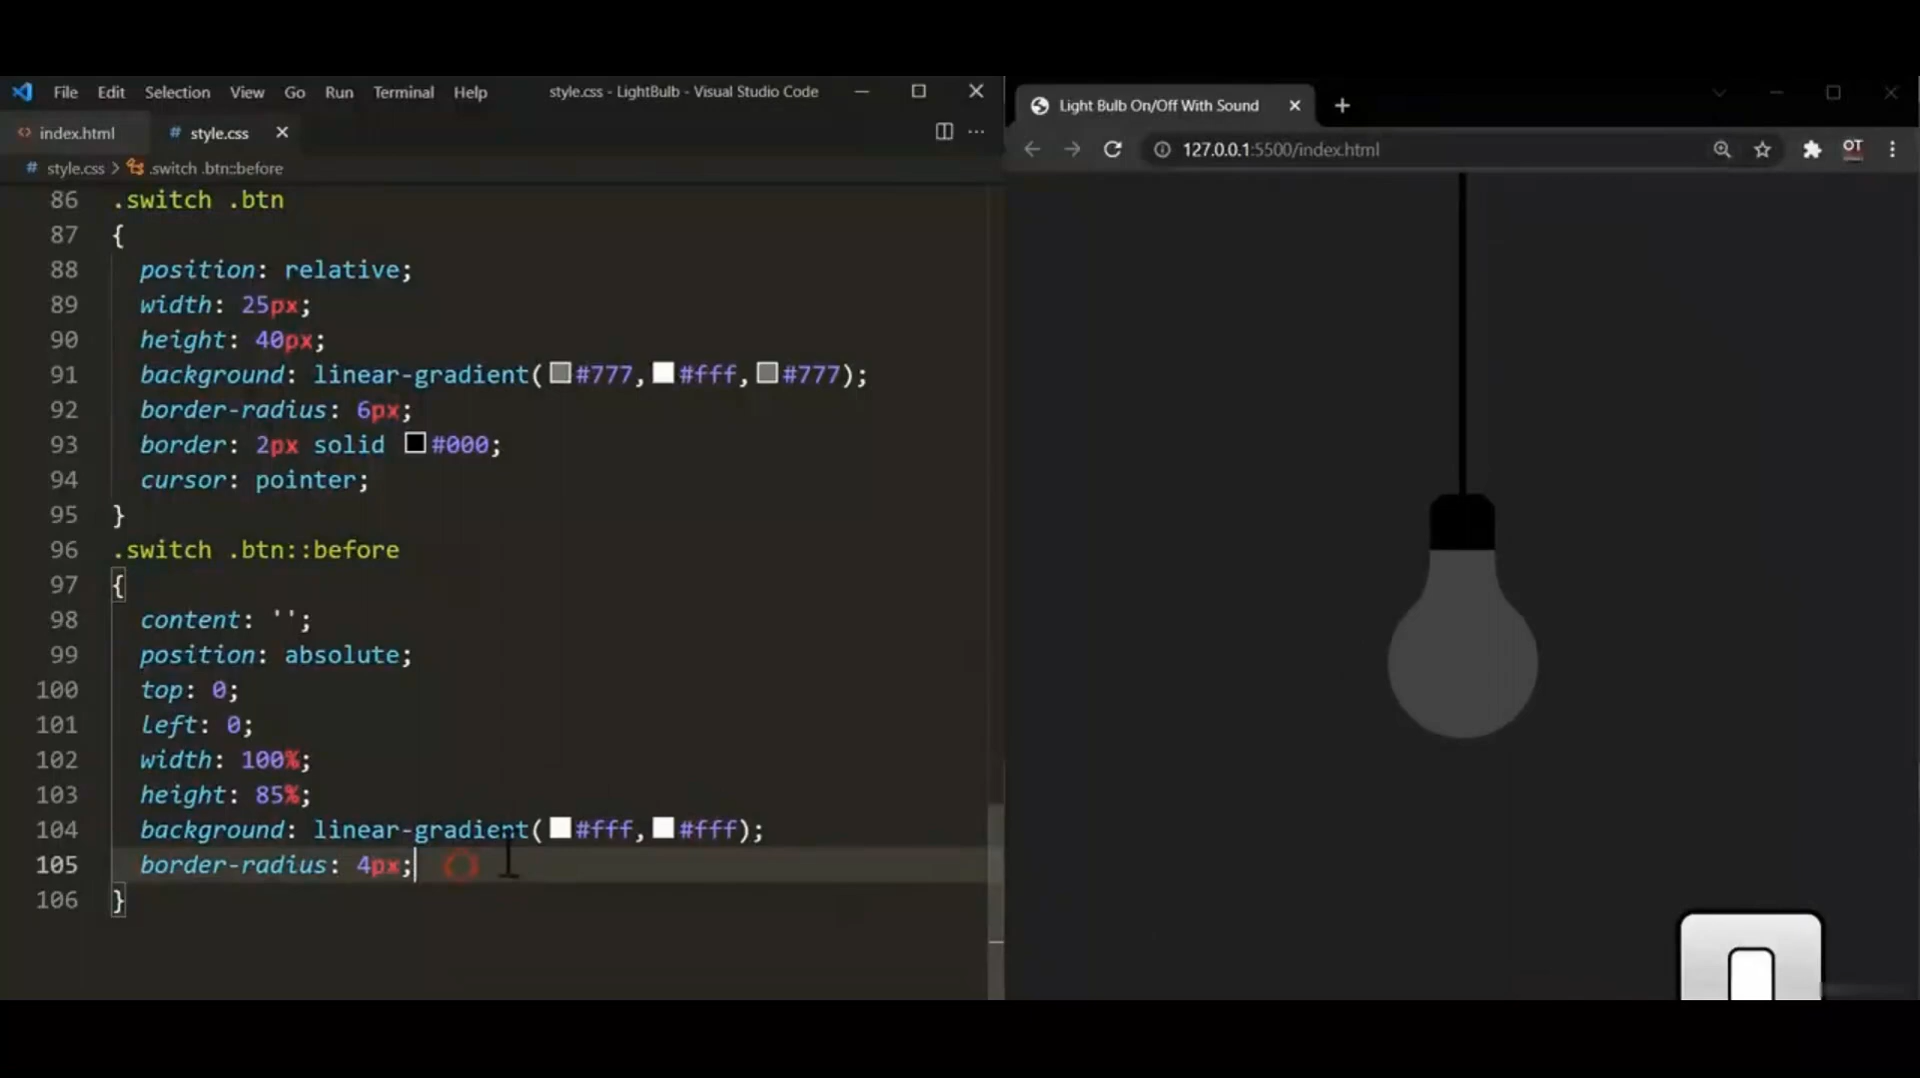 File Edit Selection View Go Run Terminal Help style.css - LightBulb - Visual Studio Code
index.html style.css
style.css > .switch .btn::before
86 .switch .btn
87 {
88 position: relative;
89 width: 25px;
90 height: 40px;
91 background: linear-gradient(#777,#fff,#777);
92 border-radius: 6px;
93 border: 2px solid #000;
94 cursor: pointer;
95 }
96 .switch .btn::before
97 {
98 content: '';
99 position: absolute;
100 top: 0;
101 left: 0;
102 width: 100%;
103 height: 85%;
104 background: linear-gradient(#fff,#fff);
105 border-radius: 4px;
106 }
Light Bulb On/Off With Sound
127.0.0.1:5500/index.html
OT